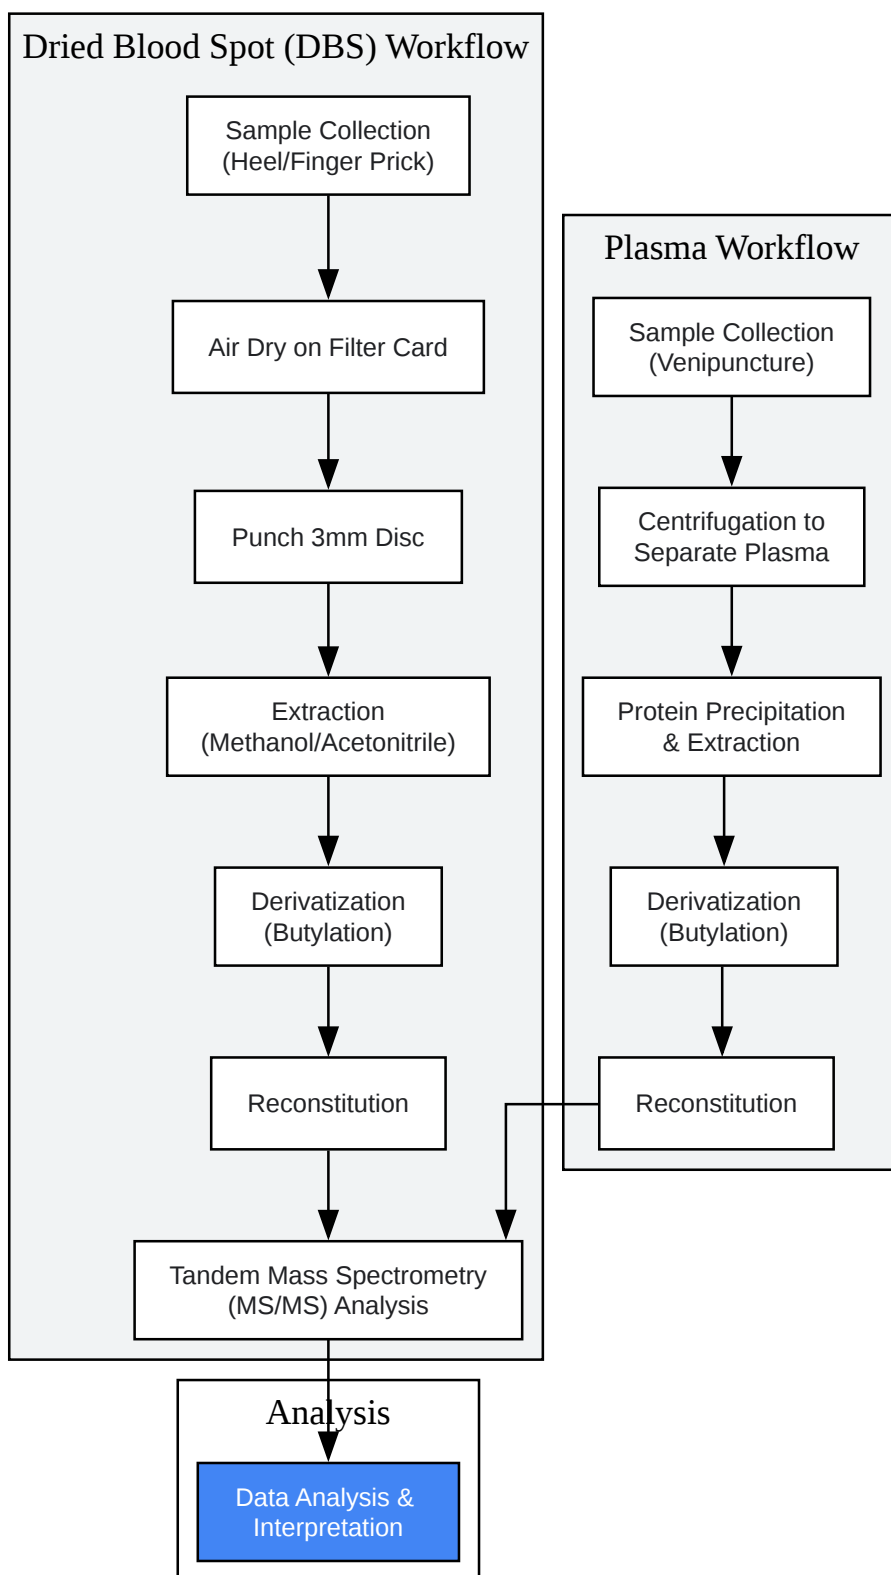 Dried Blood Spot (DBS) Workflow
Sample Collection
(Heel/Finger Prick)
Air Dry on Filter Card
Punch 3mm Disc
Extraction
(Methanol/Acetonitrile)
Derivatization
(Butylation)
Reconstitution
Tandem Mass Spectrometry
(MS/MS) Analysis
Plasma Workflow
Sample Collection
(Venipuncture)
Centrifugation to
Separate Plasma
Protein Precipitation
& Extraction
Derivatization
(Butylation)
Reconstitution
Analysis
Data Analysis &
Interpretation